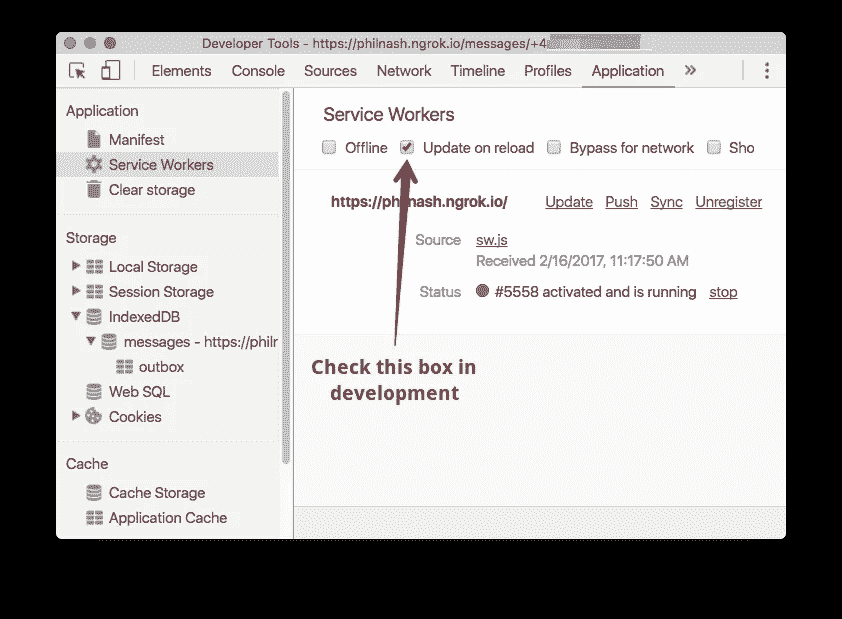 Developer Tools - https://philnash.ngrok.io/messages/+4
Elements Console Sources Network Timeline Profiles Application »
Application
Manifest
Service Workers
Clear storage
Storage
Local Storage
Session Storage
IndexedDB
messages - https://philr
outbox
Web SQL
Cookies
Cache
Cache Storage
Application Cache
Service Workers
Offline Update on reload Bypass for network Sho
https://philnash.ngrok.io/ Update Push Sync Unregister
Source sw.js
Received 2/16/2017, 11:17:50 AM
Status #5558 activated and is running stop
Check this box in
development